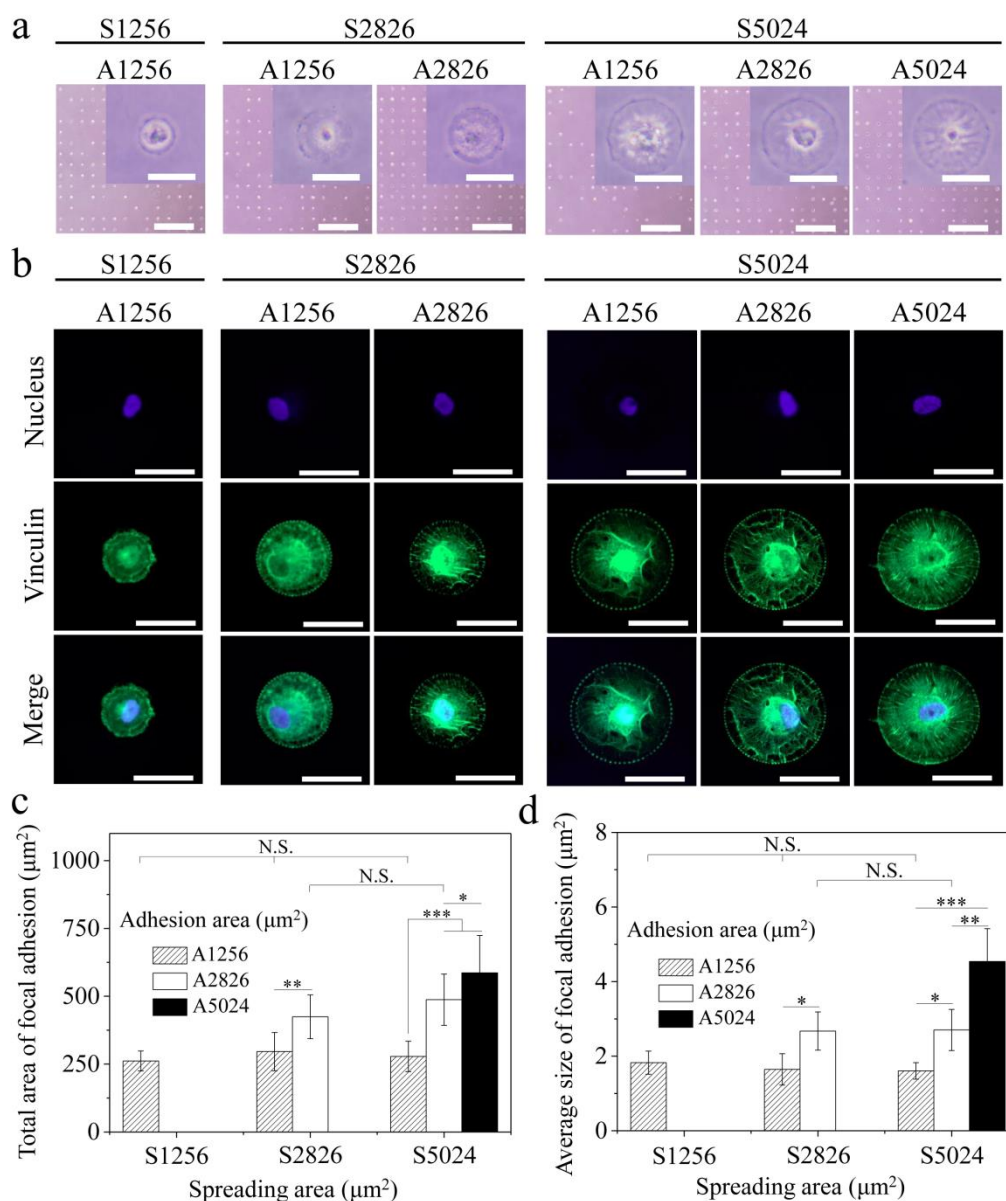 a
S1256 S2826 S5024
A1256 A1256 A2826 A1256 A2826 A5024
b
S1256 S2826 S5024
A1256 A1256 A2826 A1256 A2826 A5024
Nucleus
Vinculin
Merge
c
Total area of focal adhesion (μm²)
1000
750
500
250
0
N.S.
N.S.
*
***
**
Adhesion area (μm²)
A1256
A2826
A5024
S1256 S2826 S5024
Spreading area (μm²)
d
Average size of focal adhesion (μm²)
8
6
4
2
0
N.S.
N.S.
***
**
*
*
Adhesion area (μm²)
A1256
A2826
A5024
S1256 S2826 S5024
Spreading area (μm²)